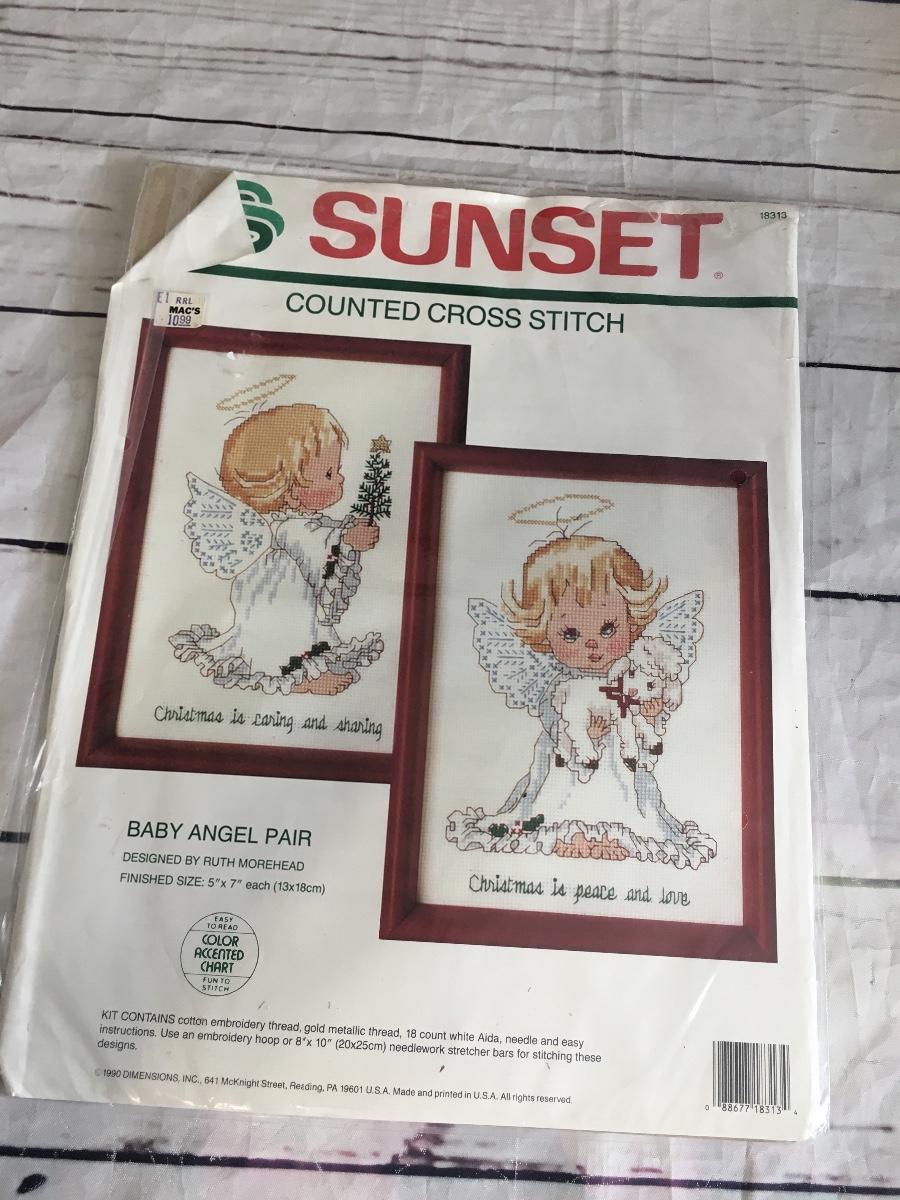 SUNSET®
18313
COUNTED CROSS STITCH
E1 RRL
MAC'S
10.99
Christmas is caring and sharing
Christmas is peace and love
BABY ANGEL PAIR
DESIGNED BY RUTH MOREHEAD
FINISHED SIZE: 5"x 7" each (13x18cm)
EASY
TO READ
COLOR
ACCENTED
CHART
FUN TO
STITCH
KIT CONTAINS cotton embroidery thread, gold metallic thread, 18 count white Aida, needle and easy
instructions. Use an embroidery hoop or 8"x 10" (20x25cm) needlework stretcher bars for stitching these
designs.
©1990 DIMENSIONS, INC., 641 McKnight Street, Reading, PA 19601 U.S.A. Made and printed in U.S.A. All rights reserved.
0 88677 18313 4